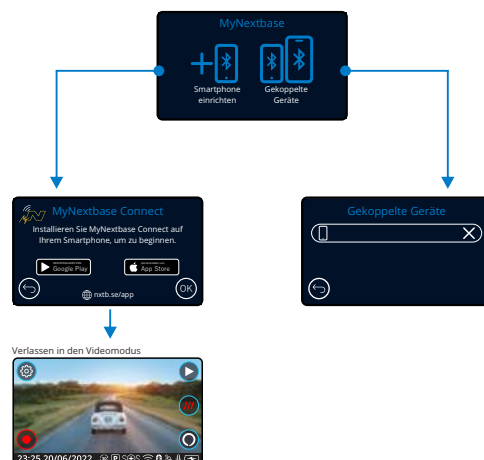 MyNextbase
Smartphone
einrichten
Gekoppelte
Geräte
MyNextbase Connect
Installieren Sie MyNextbase Connect auf
Ihrem Smartphone, um zu beginnen.
Google Play
App Store
OK
nxtb.se/app
Gekoppelte Geräte
Verlassen in den Videomodus
23:25 20/06/2022